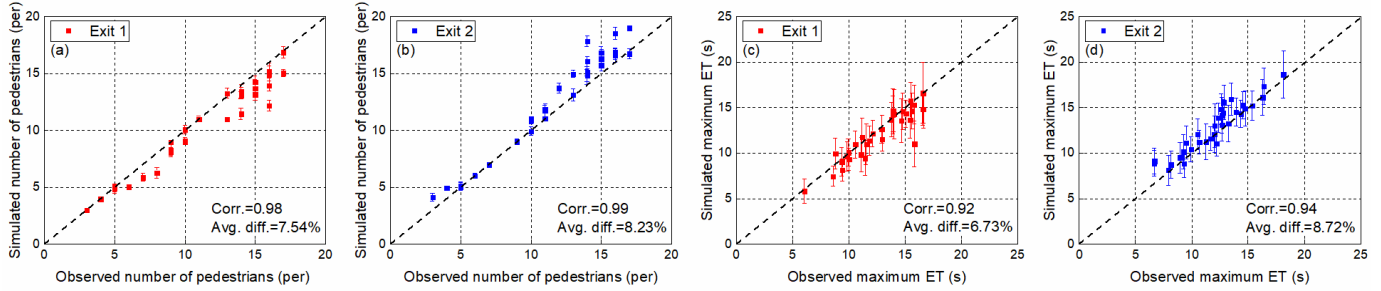 Simulated number of pedestrians (per)
20
15
10
5
0
Exit 1
(a)
Corr.=0.98
Avg. diff.=7.54%
0 5 10 15 20
Observed number of pedestrians (per)
Simulated number of pedestrians (per)
20
15
10
5
0
Exit 2
(b)
Corr.=0.99
Avg. diff.=8.23%
0 5 10 15 20
Observed number of pedestrians (per)
Simulated maximum ET (s)
25
20
15
10
5
0
Exit 1
(c)
Corr.=0.92
Avg. diff.=6.73%
0 5 10 15 20 25
Observed maximum ET (s)
Simulated maximum ET (s)
25
20
15
10
5
0
Exit 2
(d)
Corr.=0.94
Avg. diff.=8.72%
0 5 10 15 20 25
Observed maximum ET (s)